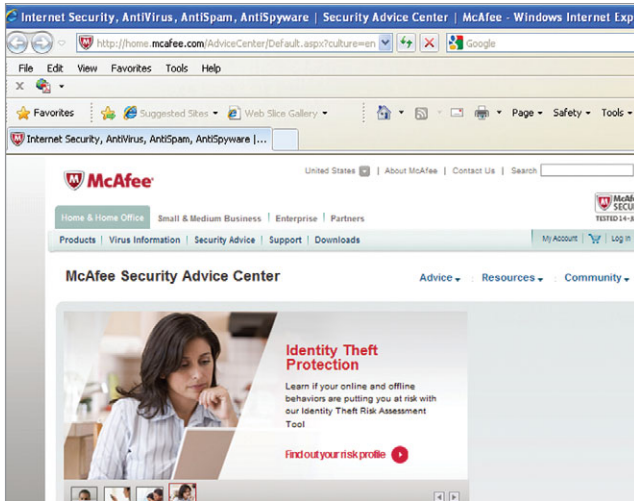 Internet Security, AntiVirus, AntiSpam, AntiSpyware | Security Advice Center | McAfee - Windows Internet Exp
http://home.mcafee.com/AdviceCenter/Default.aspx?culture=en Google
File Edit View Favorites Tools Help
X
Favorites Suggested Sites Web Slice Gallery Page Safety Tools
Internet Security, AntiVirus, AntiSpam, AntiSpyware |...
United States | About McAfee | Contact Us | Search
McAfee
McAf
SECU
TESTED 14-J
Home & Home Office Small & Medium Business | Enterprise | Partners
Products | Virus Information | Security Advice | Support | Downloads My Account | Log In
McAfee Security Advice Center Advice Resources Community
Identity Theft
Protection
Learn if your online and offline
behaviors are putting you at risk with
our Identity Theft Risk Assessment
Tool
Find out your risk profile